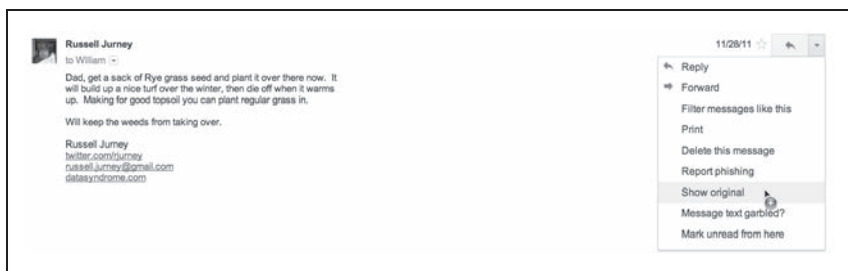 Russell Jurney
to William
Dad, get a sack of Rye grass seed and plant it over there now. It
will build up a nice turf over the winter, then die off when it warms
up. Making for good topsoil you can plant regular grass in.
Will keep the weeds from taking over.
Russell Jurney
twitter.com/rjurney
russell.jurney@gmail.com
datasyndrome.com
11/28/11
Reply
Forward
Filter messages like this
Print
Delete this message
Report phishing
Show original
Message text garbled?
Mark unread from here